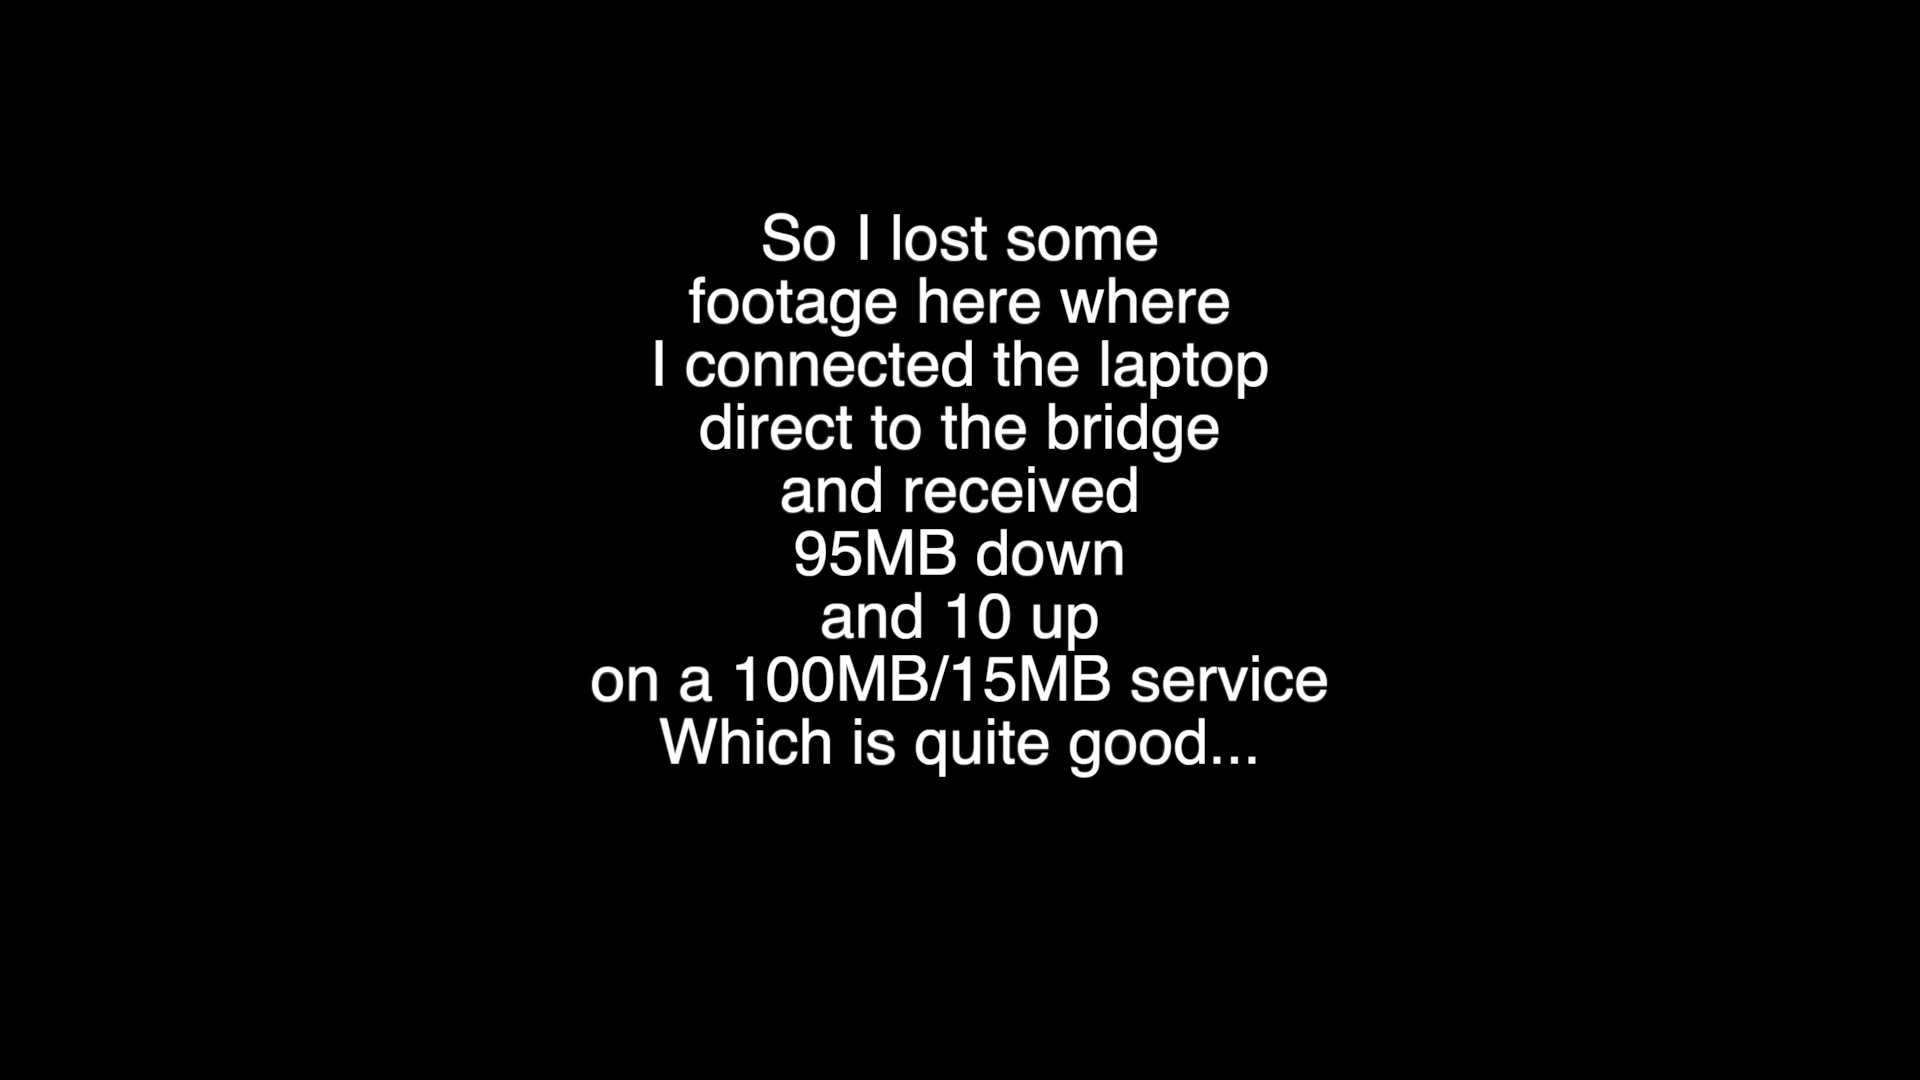 So I lost some
footage here where
I connected the laptop
direct to the bridge
and received
95MB down
and 10 up
on a 100MB/15MB service
Which is quite good...